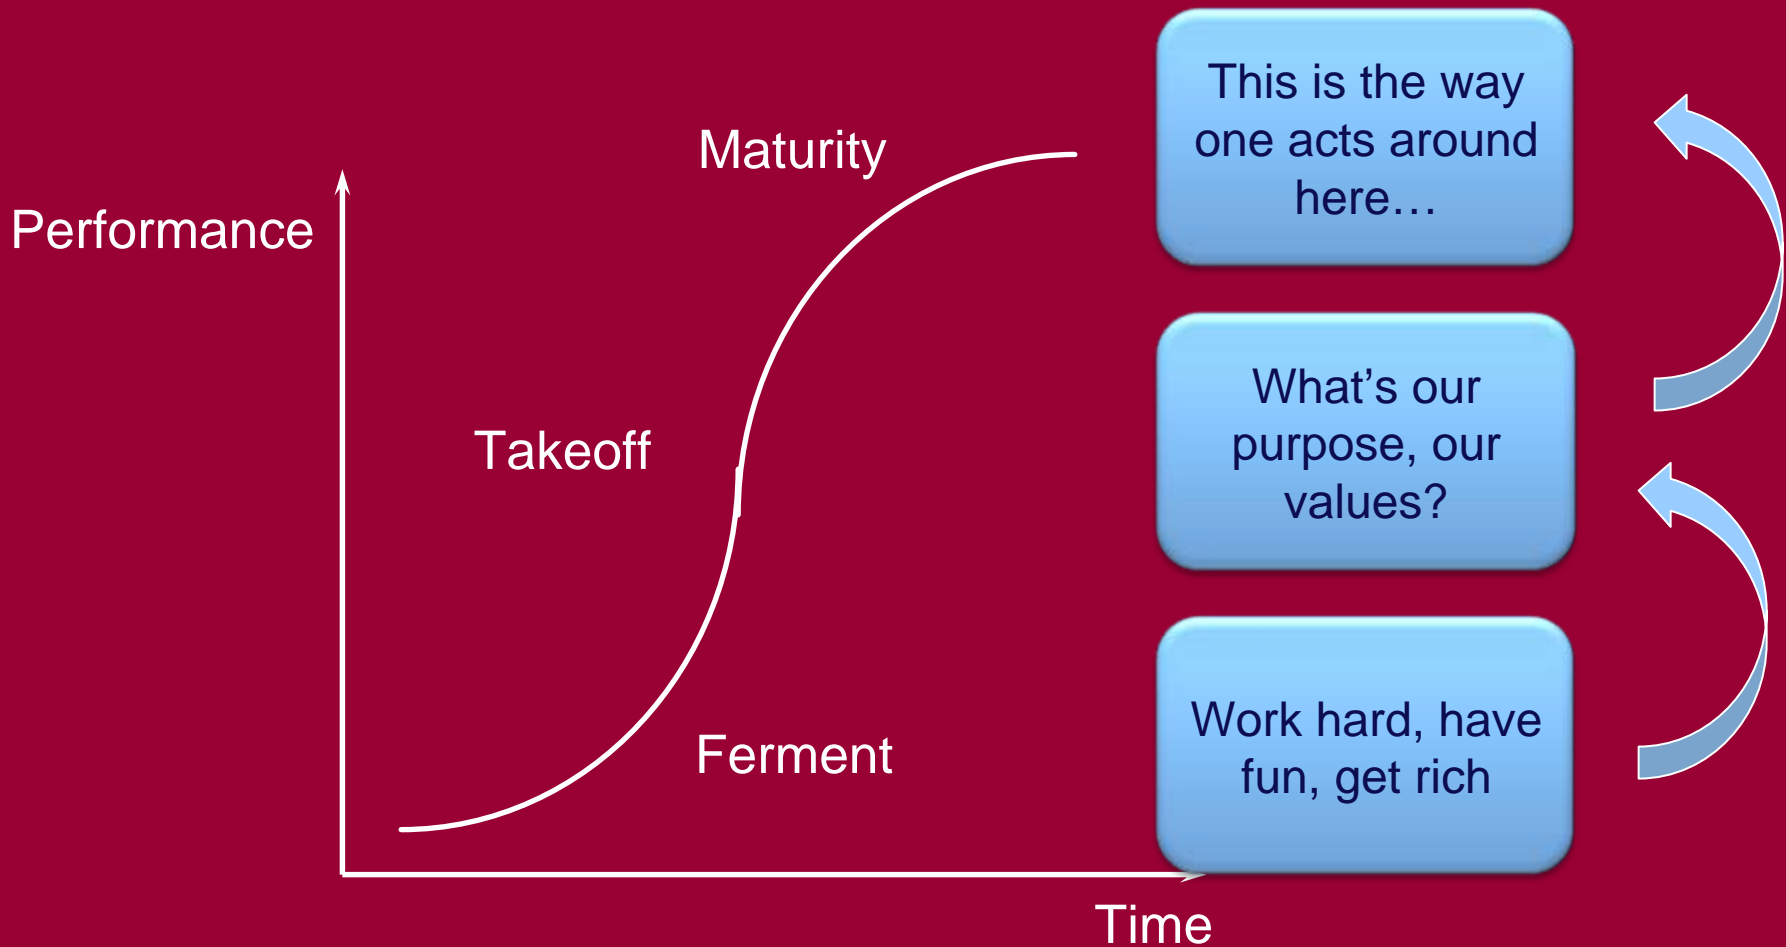 Performance
Maturity
Takeoff
Ferment
Time
This is the way
one acts around
here…
What’s our
purpose, our
values?
Work hard, have
fun, get rich